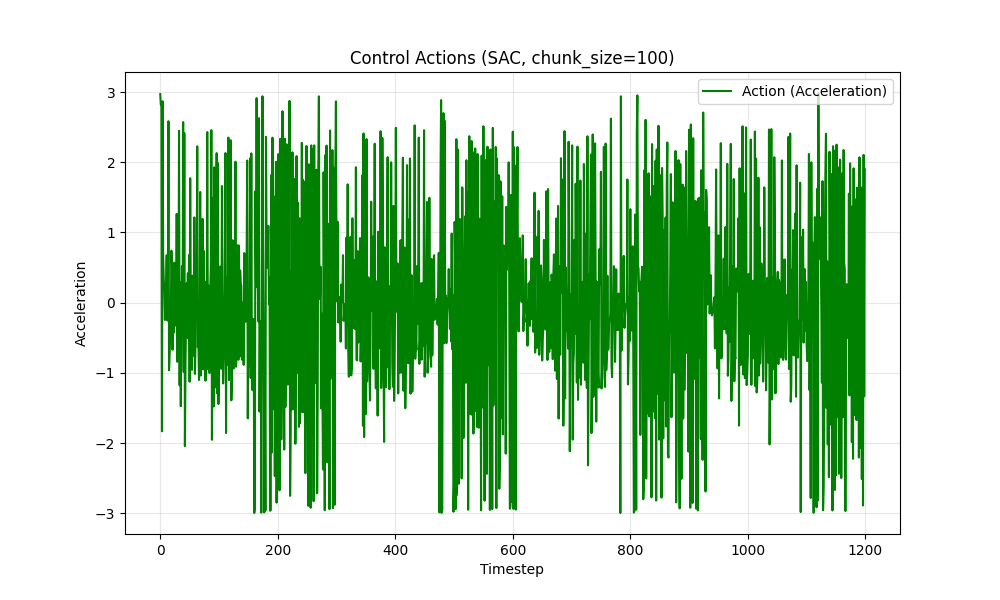 Control Actions (SAC, chunk_size=100)
Action (Acceleration)
3
2
1
0
−1
−2
−3
Acceleration
0 200 400 600 800 1000 1200
Timestep